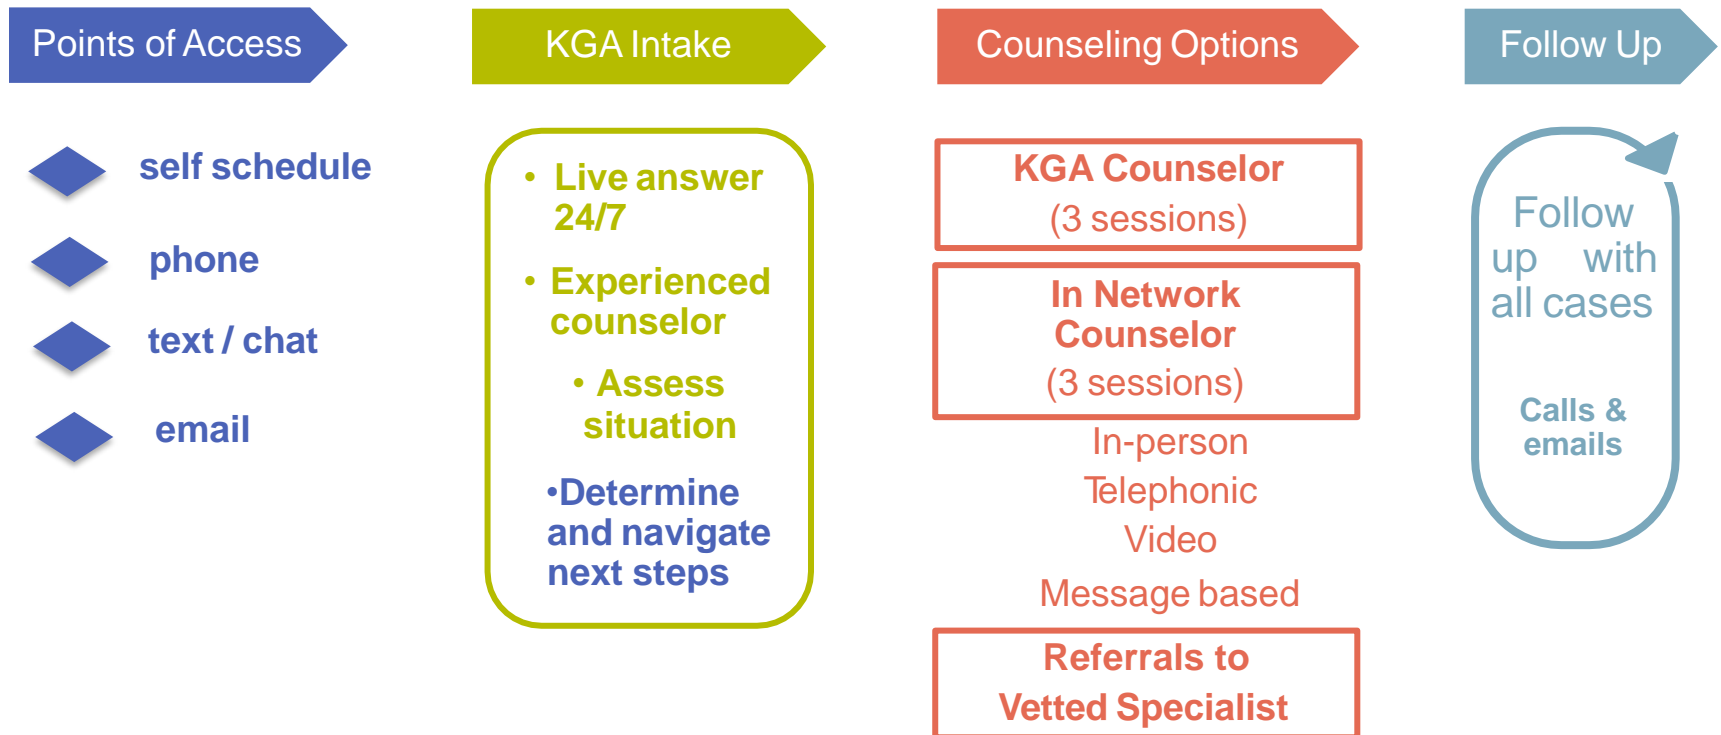 Points of Access
self schedule
phone
text / chat
email
KGA Intake
• Live answer
24/7
• Experienced
counselor
• Assess
situation
•Determine
and navigate
next steps
Counseling Options
KGA Counselor
(3 sessions)
In Network
Counselor
(3 sessions)
In-person
Telephonic
Video
Message based
Referrals to
Vetted Specialist
Follow Up
Follow
up with
all cases
Calls &
emails